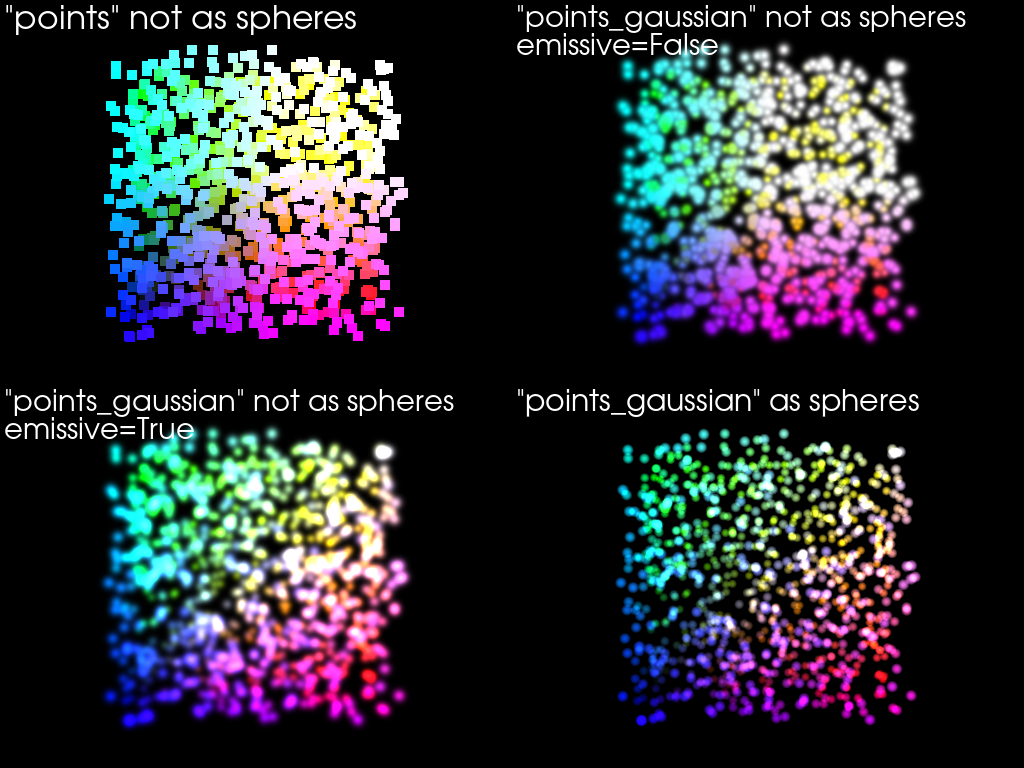 "points" not as spheres
"points_gaussian" not as spheres
emissive=False
"points_gaussian" not as spheres
emissive=True
"points_gaussian" as spheres